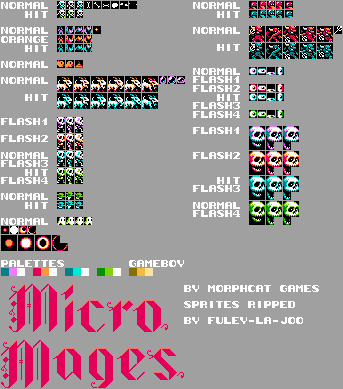 NORMAL
HIT
NORMAL
ORANGE
HIT
NORMAL
NORMAL
HIT
FLASH1
FLASH2
NORMAL
FLASH3
HIT
FLASH4
NORMAL
HIT
NORMAL
NORMAL
HIT
NORMAL
HIT
NORMAL
FLASH1
FLASH2
HIT
FLASH3
FLASH4
FLASH1
FLASH2
HIT
FLASH3
NORMAL
FLASH4
PALETTES
GAMEBOY
Micro
Mages
BY MORPHCAT GAMES
SPRITES RIPPED
BY FULEY-LA-JOO